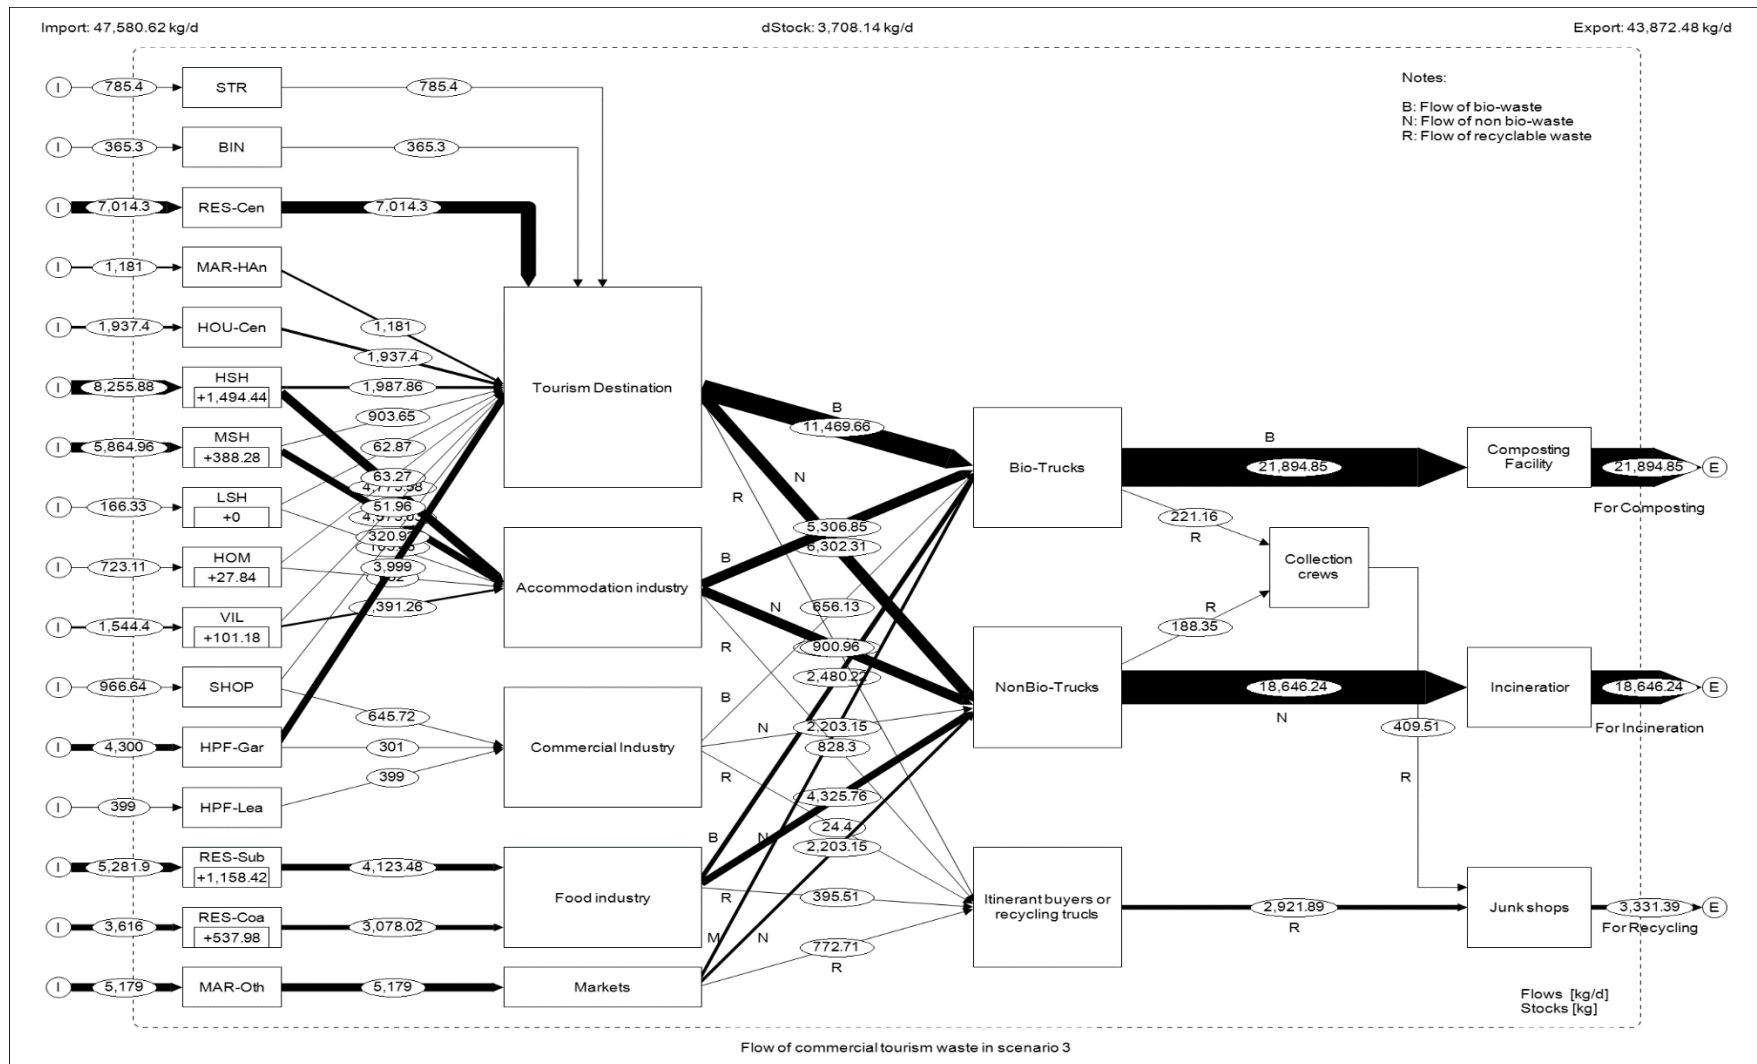 Import: 47,580.62 kg/d
dStock: 3,708.14 kg/d
Export: 43,872.48 kg/d
Notes:
B: Flow of bio-waste
N: Flow of non bio-waste
R: Flow of recyclable waste
I 785.4 STR 785.4
I 365.3 BIN 365.3
I 7,014.3 RES-Cen 7,014.3
I 1,181 MAR-HAn 1,181
I 1,937.4 HOU-Cen 1,937.4
I 8,255.88 HSH 1,987.86
+1,494.44
I 5,864.96 MSH 903.65
+388.28
62.87
63.27
I 166.33 LSH 51.96
+0
320.92
I 723.11 HOM 3,999
+27.84
I 1,544.4 VIL
+101.18
I 966.64 SHOP 645.72
I 4,300 HPF-Gar 301
I 399 HPF-Lea 399
I 5,281.9 RES-Sub 4,123.48
+1,158.42
I 3,616 RES-Coa 3,078.02
+537.98
I 5,179 MAR-Oth 5,179
Tourism Destination
Accommodation industry
Commercial Industry
Food industry
Markets
B
11,469.66
N
R
5,306.85
6,302.31
B
N
656.13
900.96
R
2,480.22
B
2,203.15
N
828.3
R
4,325.76
24.4
B
N
2,203.15
R
395.51
M
N
772.71
R
Bio-Trucks
NonBio-Trucks
Itinerant buyers or
recycling trucls
B
21,894.85
221.16
R
Collection
crews
R
188.35
18,646.24
N
409.51
R
2,921.89
R
Composting
Facility
21,894.85 E
For Composting
Incineratior
18,646.24 E
For Incineration
Junk shops
3,331.39 E
For Recycling
Flows [kg/d]
Stocks [kg]
Flow of commercial tourism waste in scenario 3